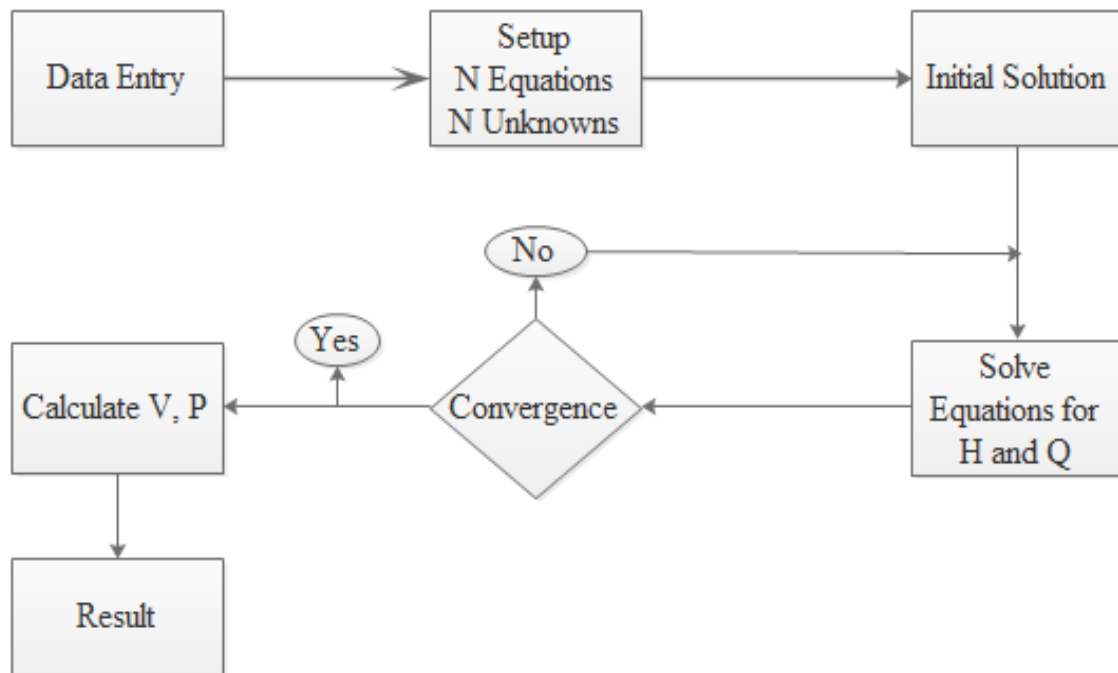 Data Entry
Setup
N Equations
N Unknowns
Initial Solution
No
Yes
Calculate V, P
Convergence
Solve
Equations for
H and Q
Result